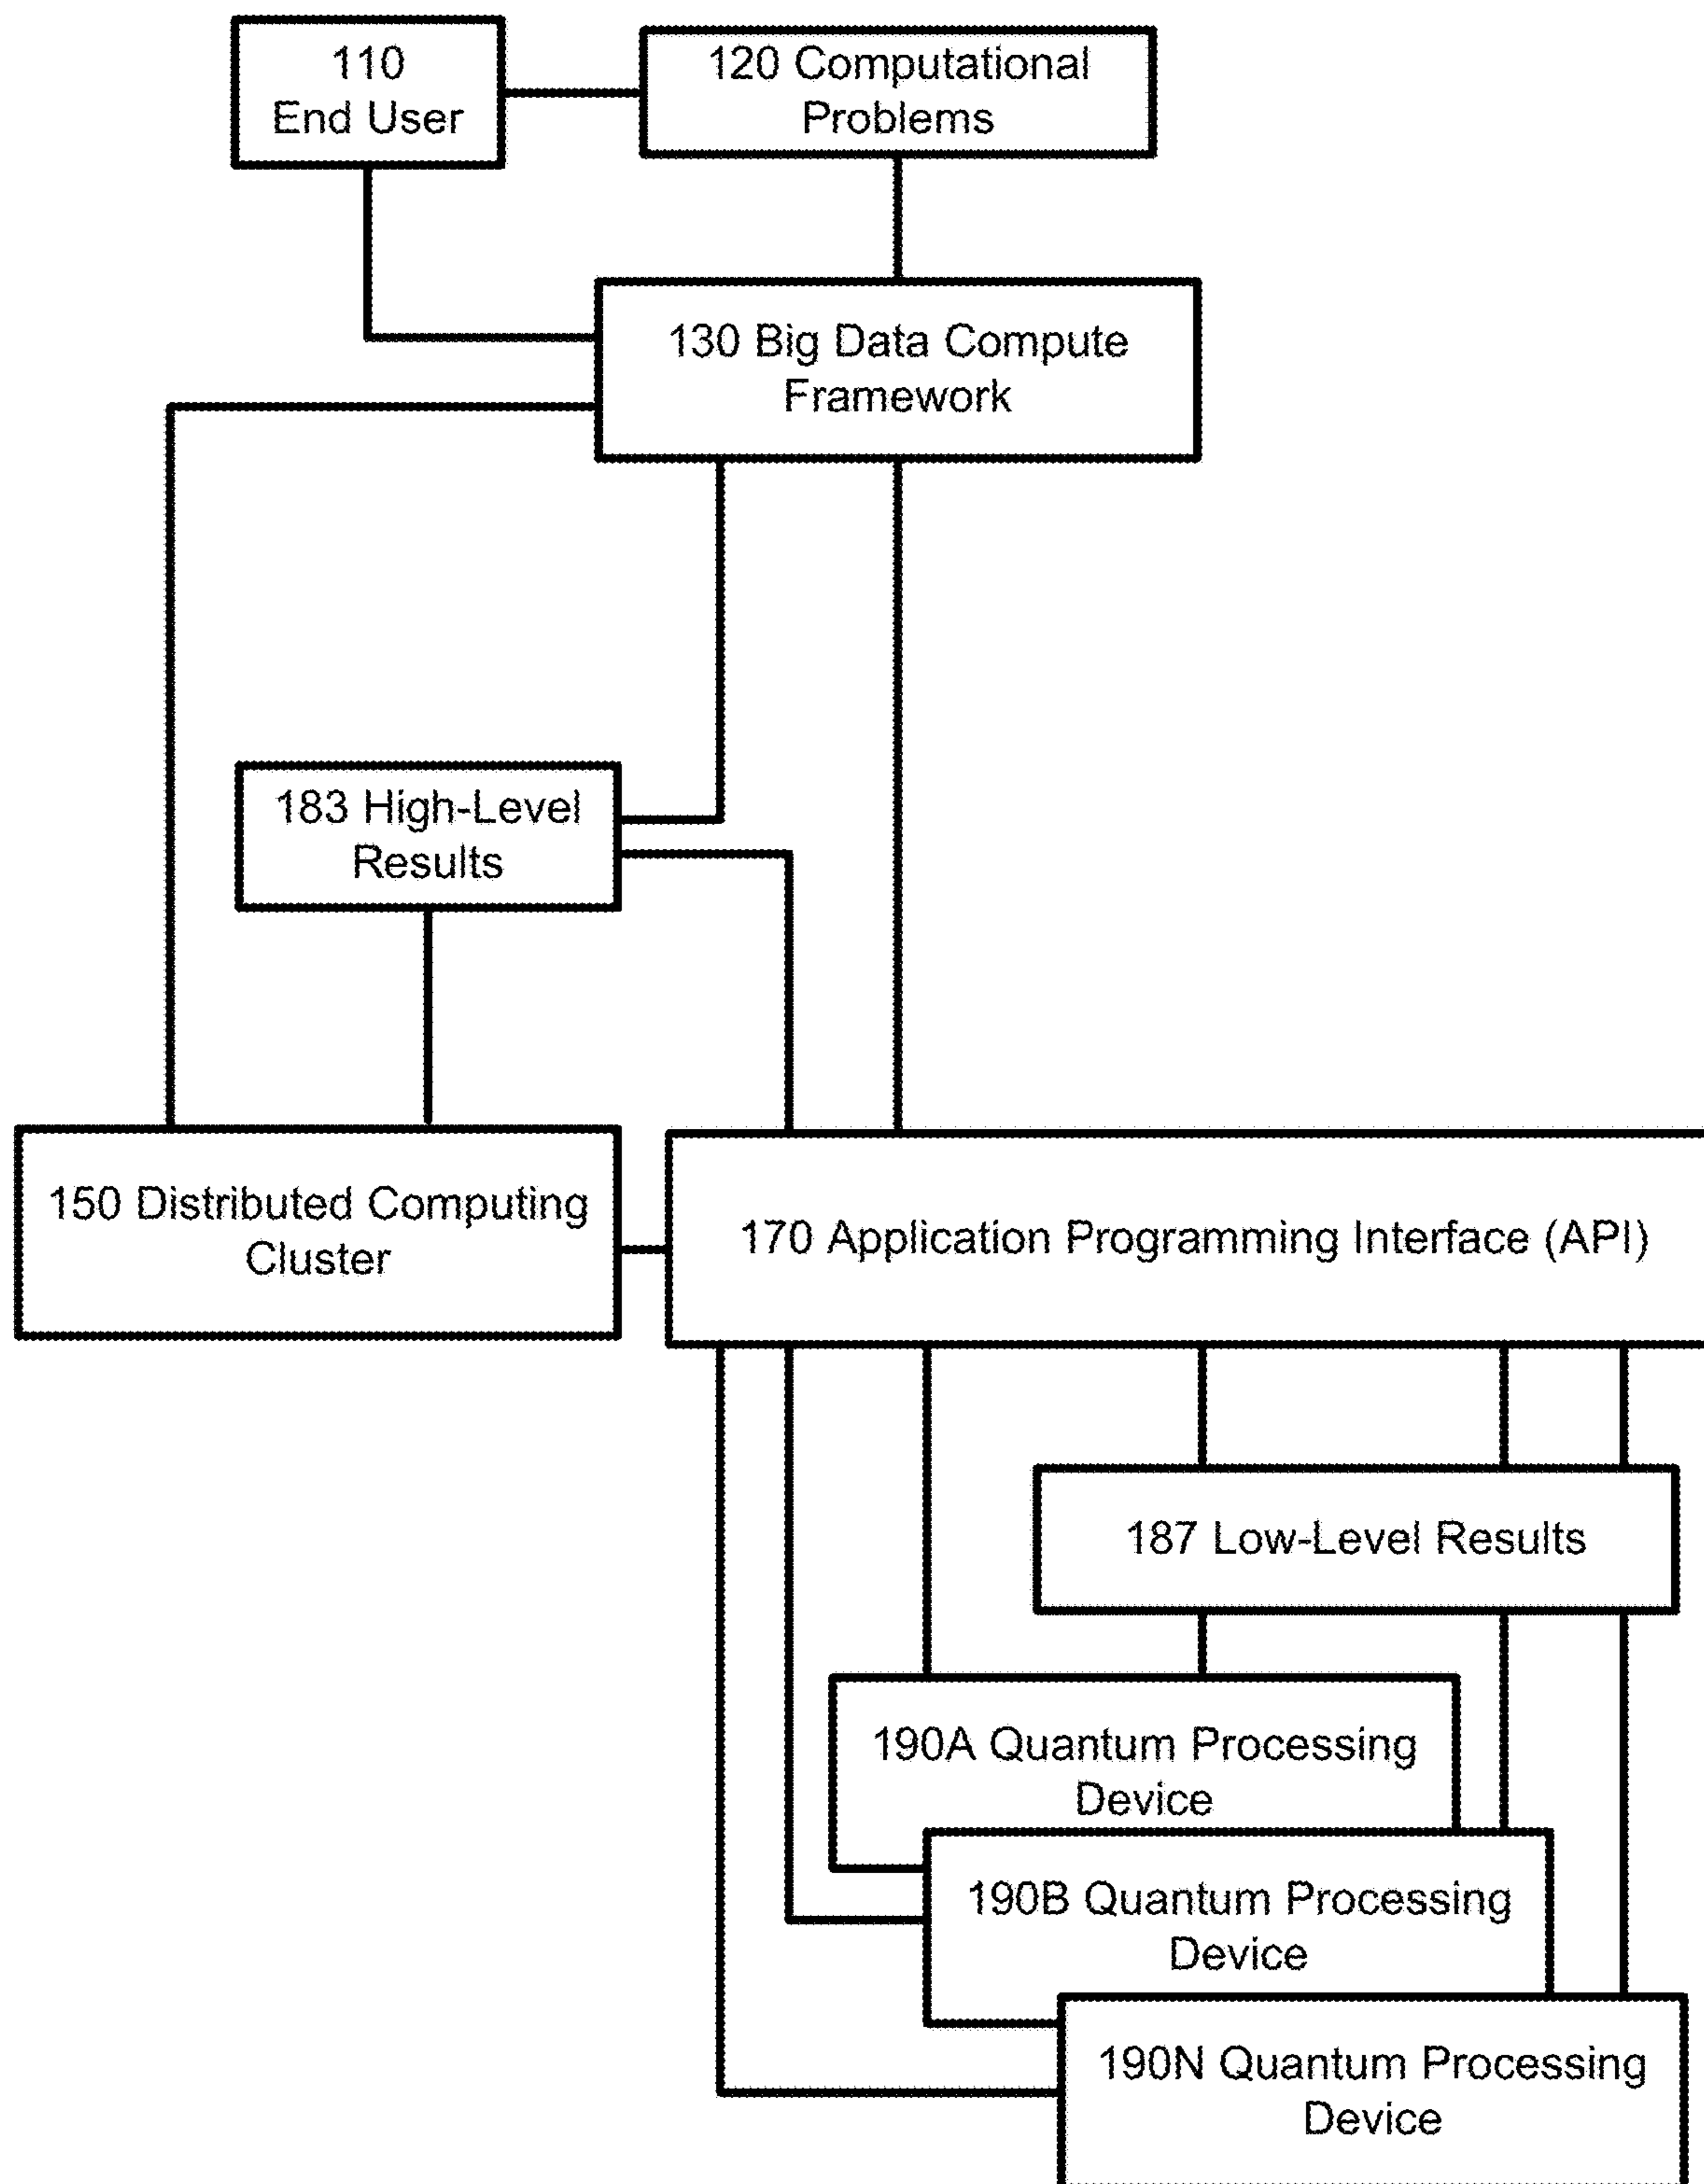 110
End User
120 Computational
Problems
130 Big Data Compute
Framework
183 High-Level
Results
150 Distributed Computing
Cluster
170 Application Programming Interface (API)
187 Low-Level Results
190A Quantum Processing
Device
190B Quantum Processing
Device
190N Quantum Processing
Device